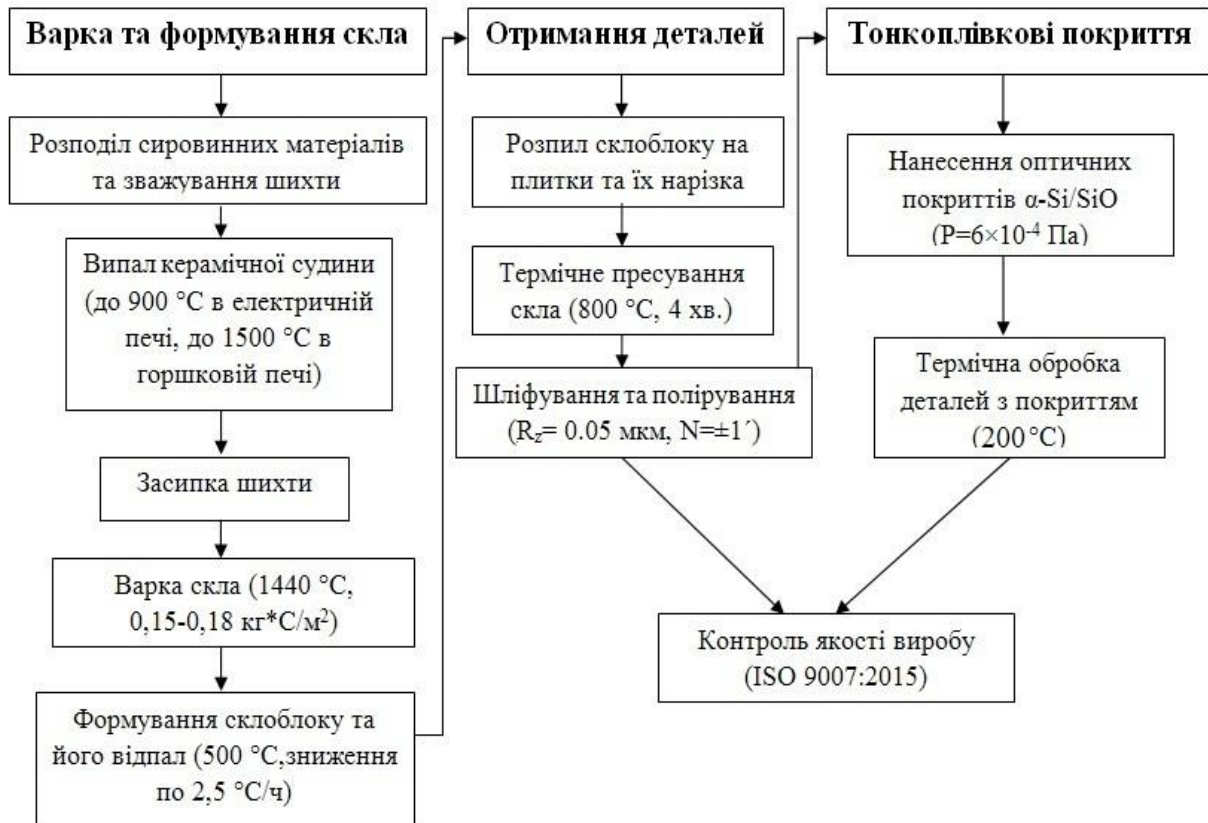 Варка та формування скла
Розподіл сировинних матеріалів
та зважування шихти
Випал керамічної судини
(до 900 °С в електричній
печі, до 1500 °С в
горшковій печі)
Засипка шихти
Варка скла (1440 °С,
0,15-0,18 кг*С/м²)
Формування склоблоку та
його відпал (500 °С,зниження
по 2,5 °С/ч)
Отримання деталей
Розпил склоблоку на
плитки та їх нарізка
Термічне пресування
скла (800 °С, 4 хв.)
Шліфування та полірування
(Rz= 0.05 мкм, N=±1´)
Тонкоплівкові покриття
Нанесення оптичних
покриттів α-Si/SiO
(P=6×10⁻⁴ Па)
Термічна обробка
деталей з покриттям
(200 °С)
Контроль якості виробу
(ISO 9007:2015)